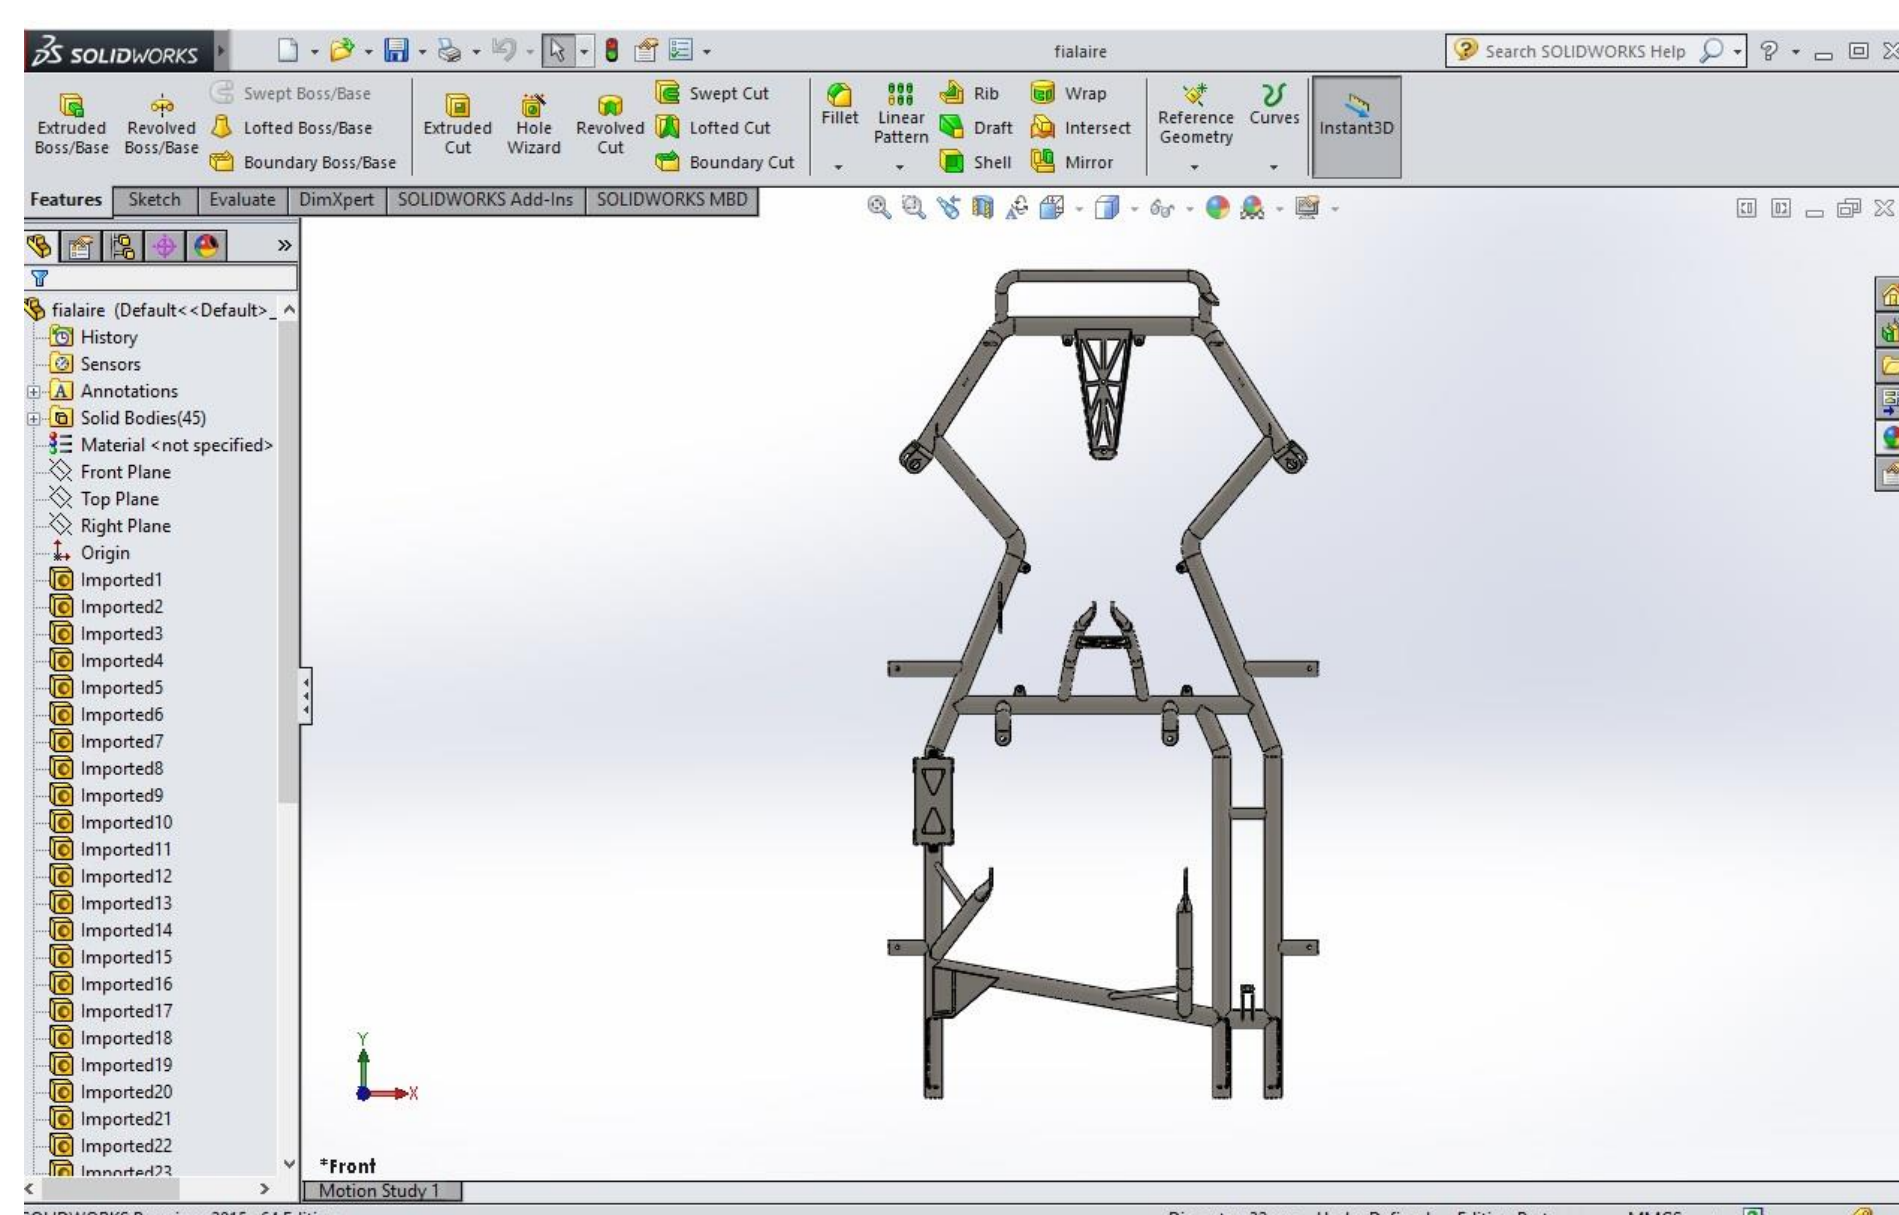 SOLIDWORKS
fialaire
Search SOLIDWORKS Help
Extruded Boss/Base
Revolved Boss/Base
Swept Boss/Base
Lofted Boss/Base
Boundary Boss/Base
Extruded Cut
Hole Wizard
Revolved Cut
Swept Cut
Lofted Cut
Boundary Cut
Fillet
Linear Pattern
Rib
Draft
Shell
Wrap
Intersect
Mirror
Reference Geometry
Curves
Instant3D
Features
Sketch
Evaluate
DimXpert
SOLIDWORKS Add-Ins
SOLIDWORKS MBD
fialaire (Default<<Default>_
History
Sensors
Annotations
Solid Bodies(45)
Material <not specified>
Front Plane
Top Plane
Right Plane
Origin
Imported1
Imported2
Imported3
Imported4
Imported5
Imported6
Imported7
Imported8
Imported9
Imported10
Imported11
Imported12
Imported13
Imported14
Imported15
Imported16
Imported17
Imported18
Imported19
Imported20
Imported21
Imported22
Imported23
Y
X
*Front
Motion Study 1